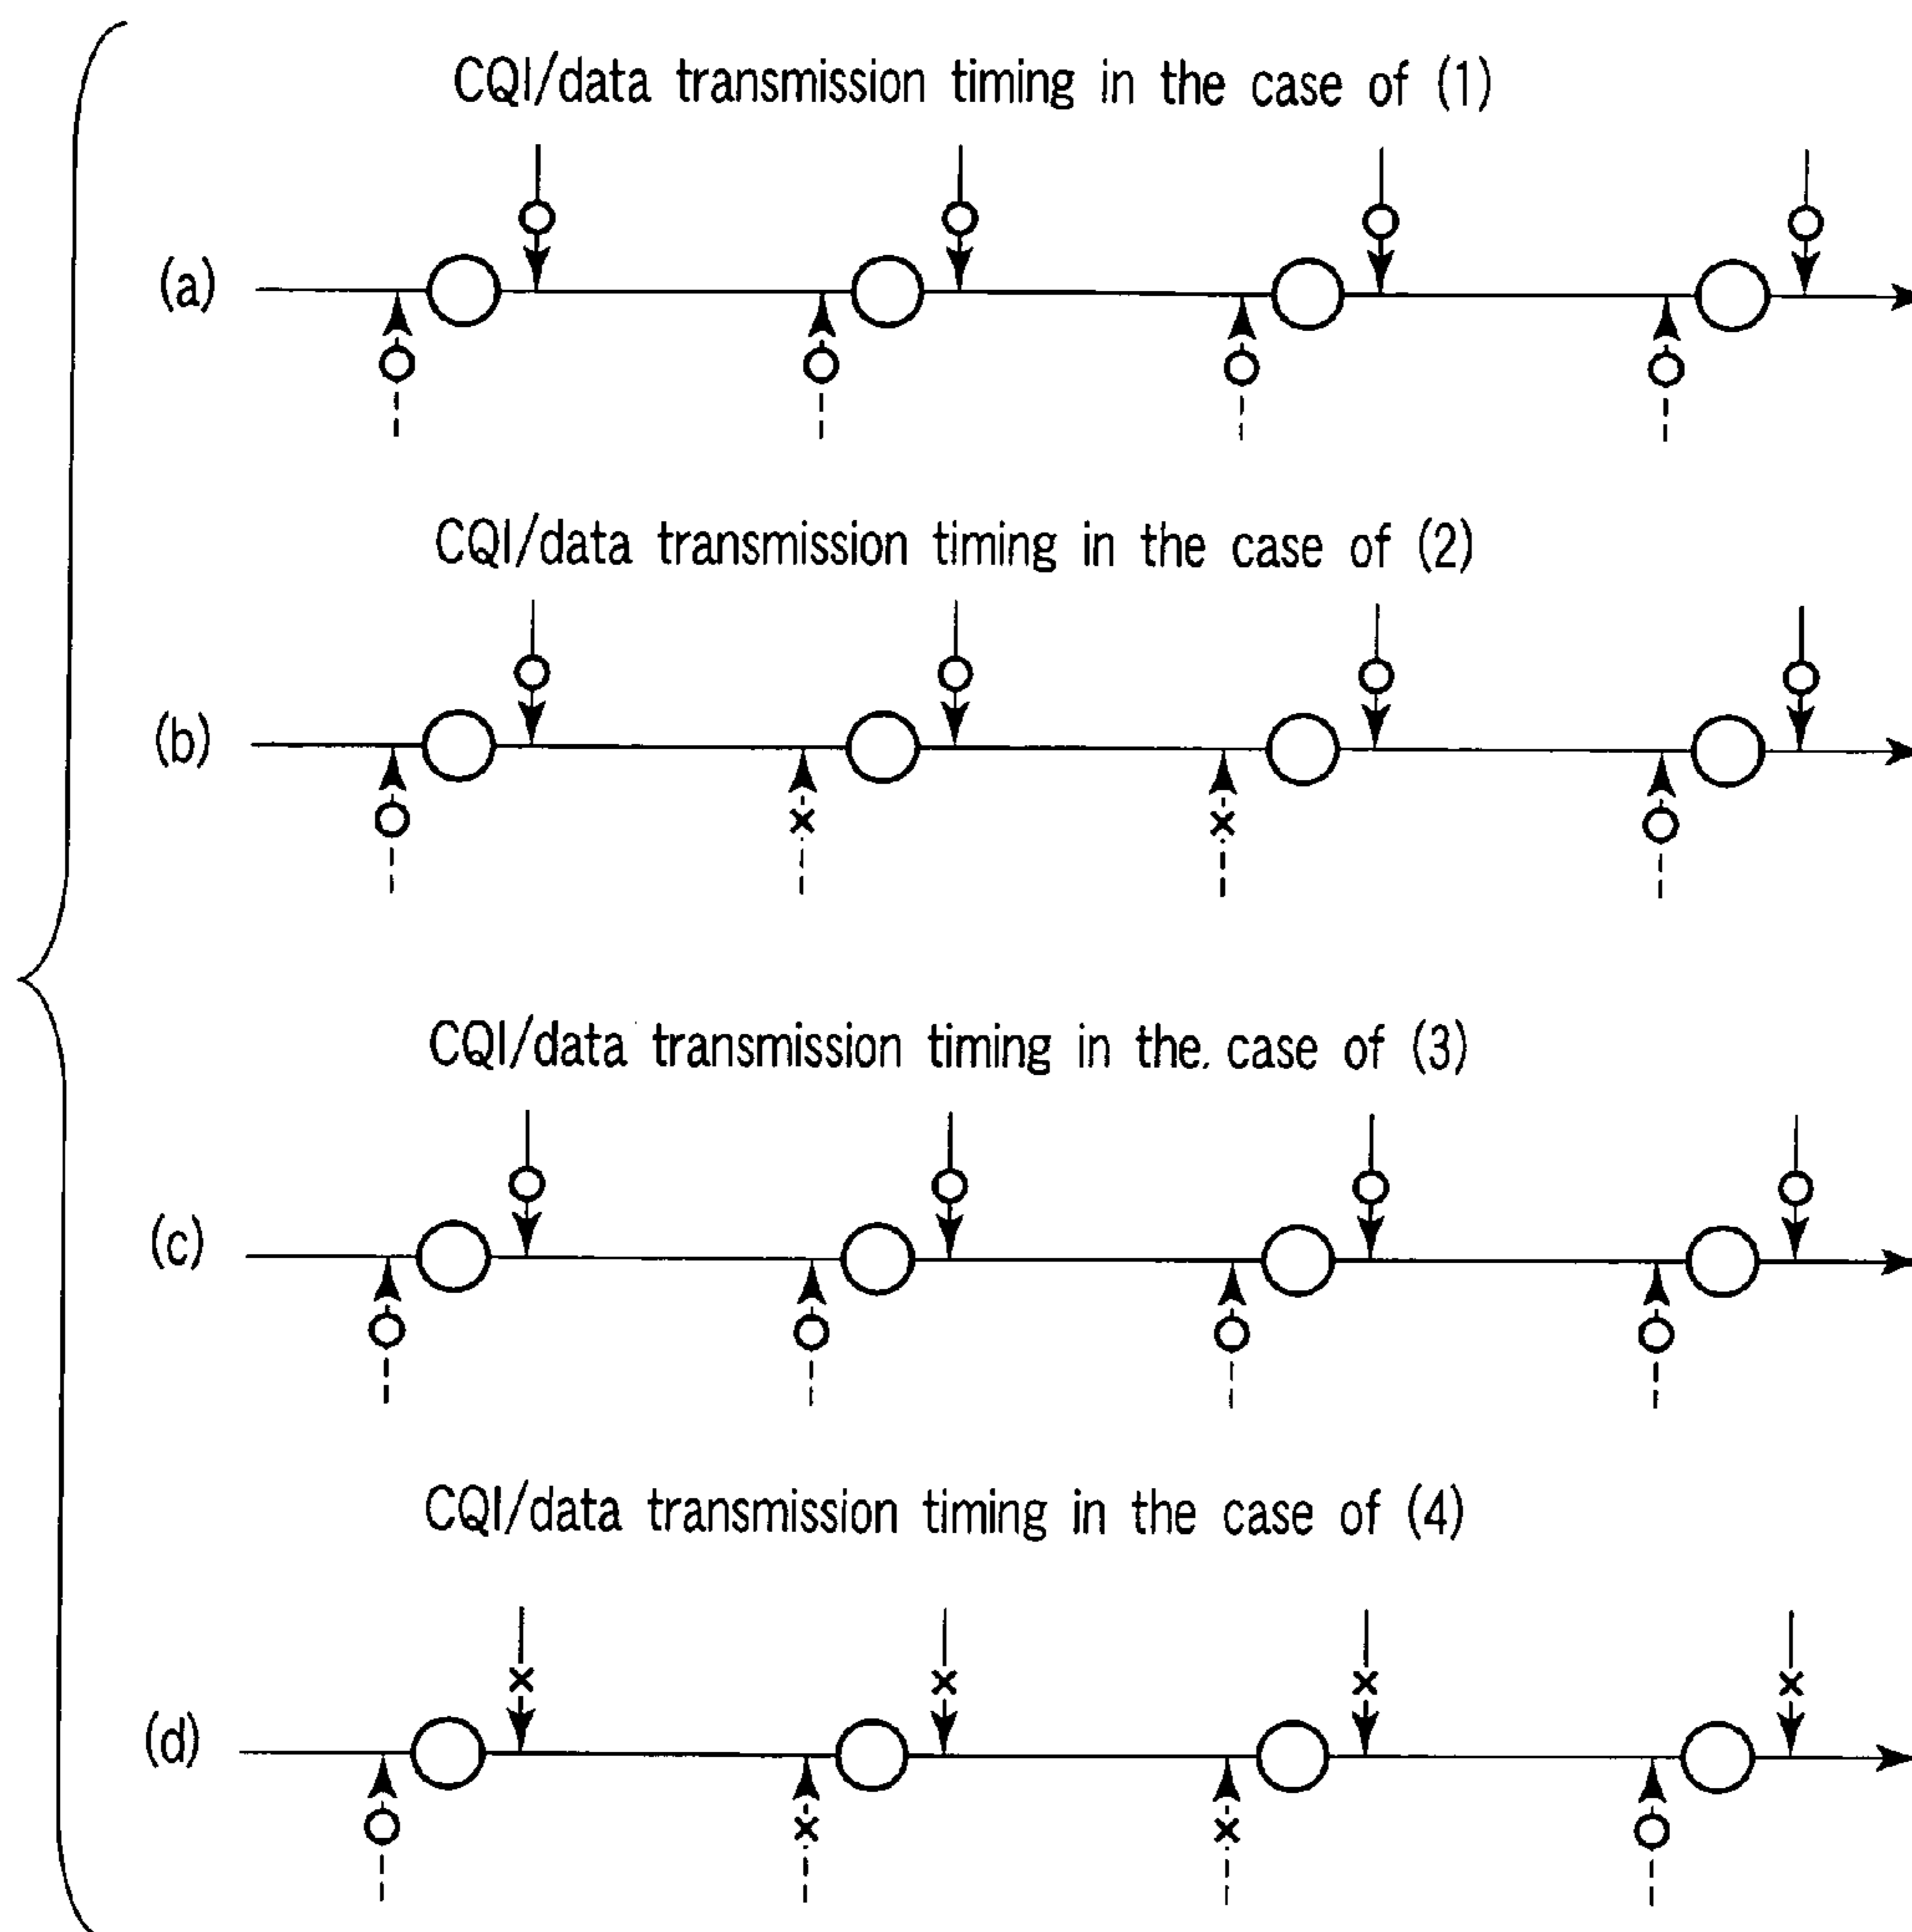 CQI/data transmission timing in the case of (1)
(a)
CQI/data transmission timing in the case of (2)
(b)
CQI/data transmission timing in the. case of (3)
(c)
CQI/data transmission timing in the case of (4)
(d)